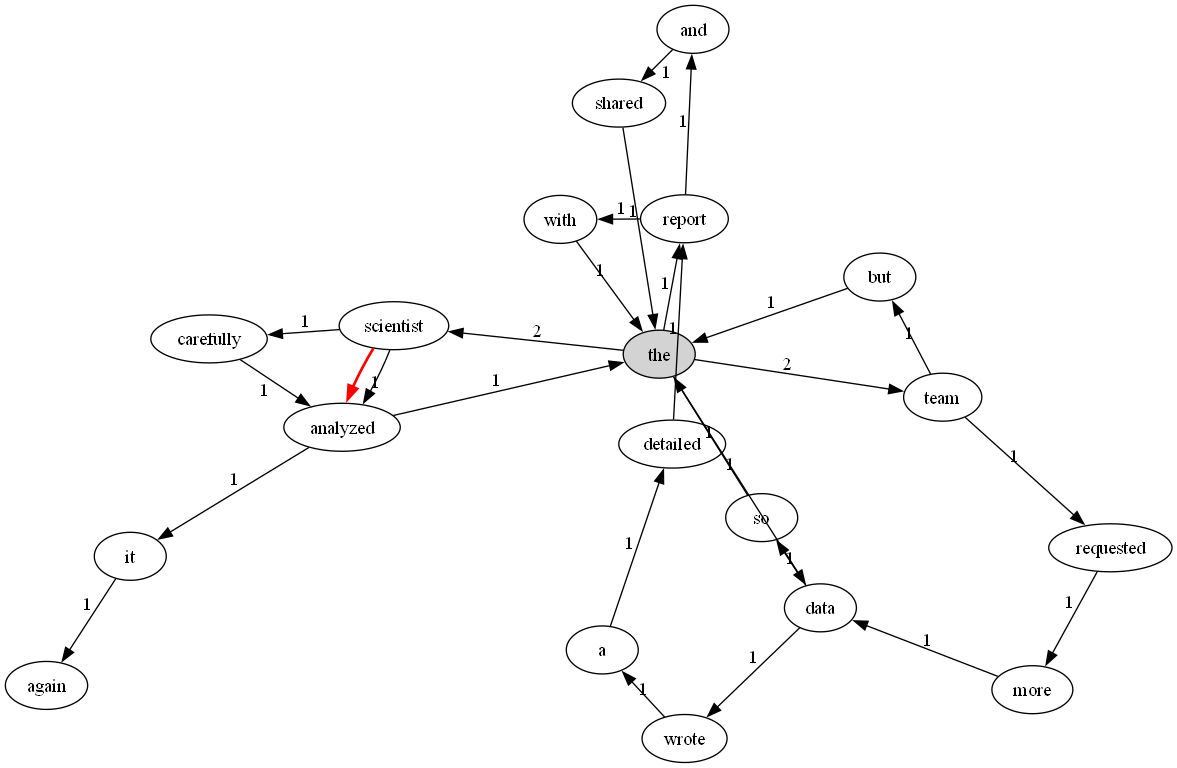 and
1
shared
1
with
1
1
report
but
1
1
scientist
carefully
1
2
the
1
1
2
team
1
1
1
analyzed
1
detailed
1
1
1
it
1
so
requested
1
1
1
data
1
1
a
1
again
1
more
wrote